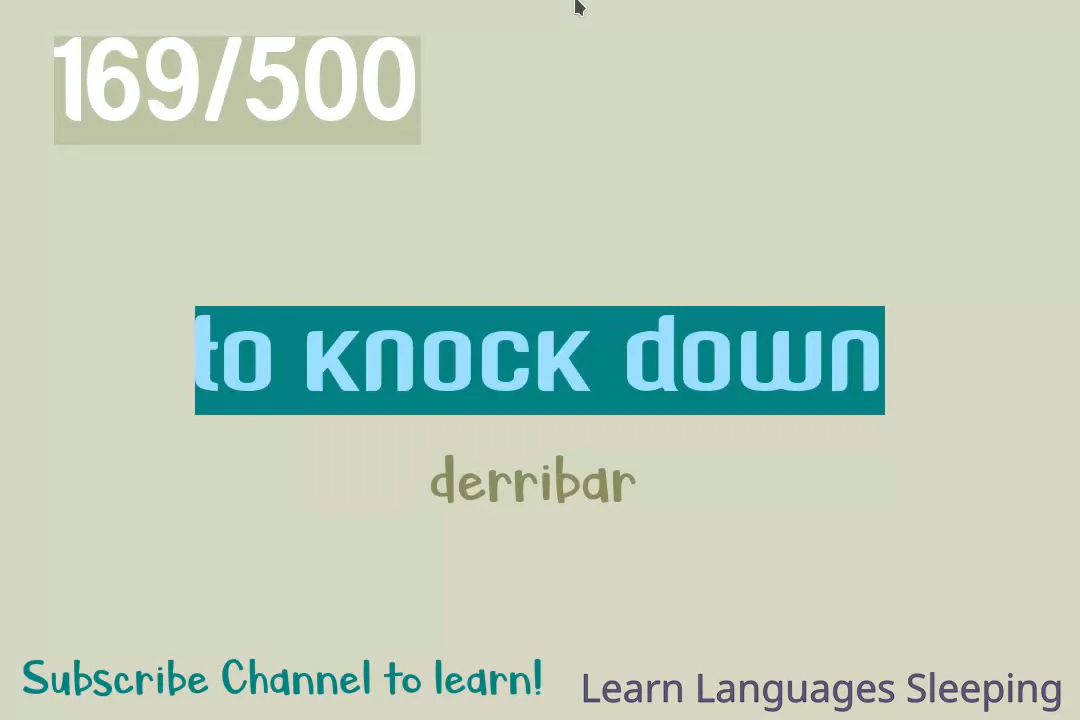 169/500
to knock down
derribar
Subscribe Channel to learn!
Learn Languages Sleeping